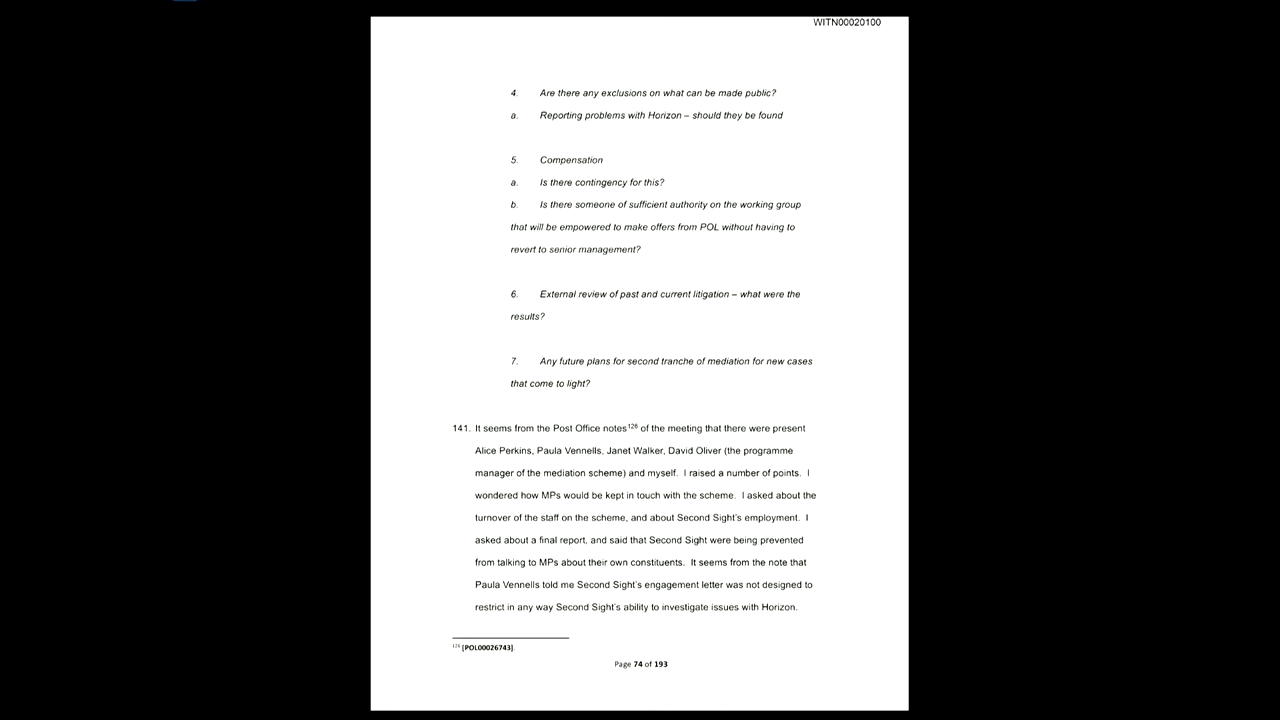 WITN00020100
4. Are there any exclusions on what can be made public?
a. Reporting problems with Horizon – should they be found
5. Compensation
a. Is there contingency for this?
b. Is there someone of sufficient authority on the working group
that will be empowered to make offers from POL without having to
revert to senior management?
6. External review of past and current litigation – what were the
results?
7. Any future plans for second tranche of mediation for new cases
that come to light?
141. It seems from the Post Office notes126 of the meeting that there were present
Alice Perkins, Paula Vennells, Janet Walker, David Oliver (the programme
manager of the mediation scheme) and myself. I raised a number of points. I
wondered how MPs would be kept in touch with the scheme. I asked about the
turnover of the staff on the scheme, and about Second Sight's employment. I
asked about a final report, and said that Second Sight were being prevented
from talking to MPs about their own constituents. It seems from the note that
Paula Vennells told me Second Sight's engagement letter was not designed to
restrict in any way Second Sight's ability to investigate issues with Horizon.
126 [POL00026743].
Page 74 of 193